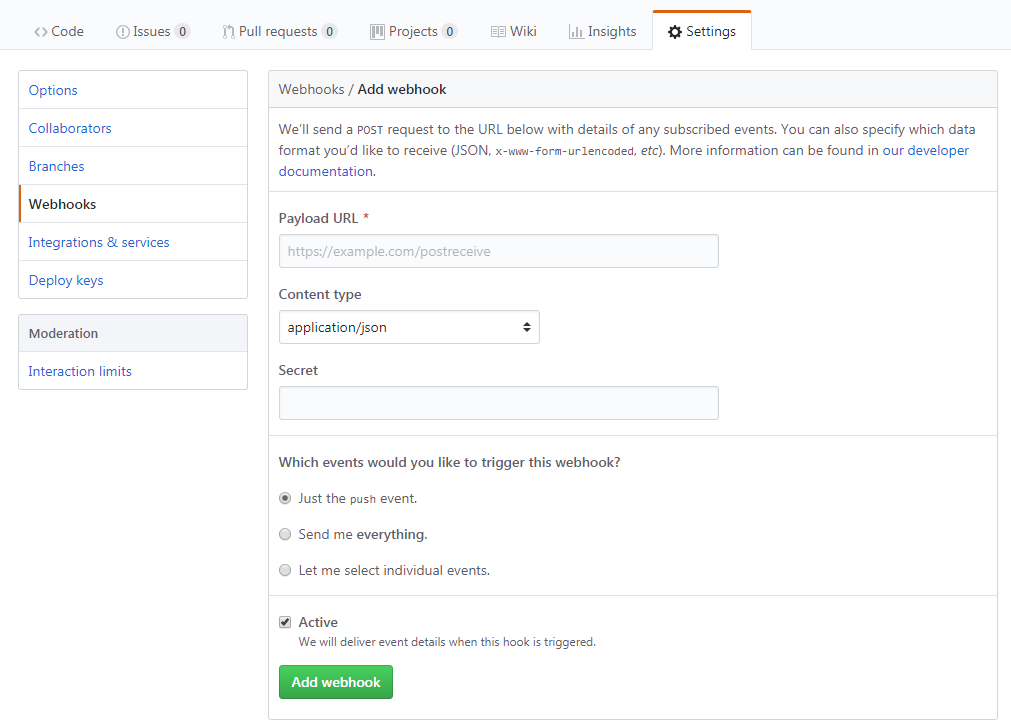 Code Issues 0 Pull requests 0 Projects 0 Wiki Insights Settings
Options
Collaborators
Branches
Webhooks
Integrations & services
Deploy keys
Moderation
Interaction limits
Webhooks / Add webhook
We’ll send a POST request to the URL below with details of any subscribed events. You can also specify which data
format you’d like to receive (JSON, x-www-form-urlencoded, etc). More information can be found in our developer
documentation.
Payload URL *
https://example.com/postreceive
Content type
application/json
Secret
Which events would you like to trigger this webhook?
Just the push event.
Send me everything.
Let me select individual events.
Active
We will deliver event details when this hook is triggered.
Add webhook